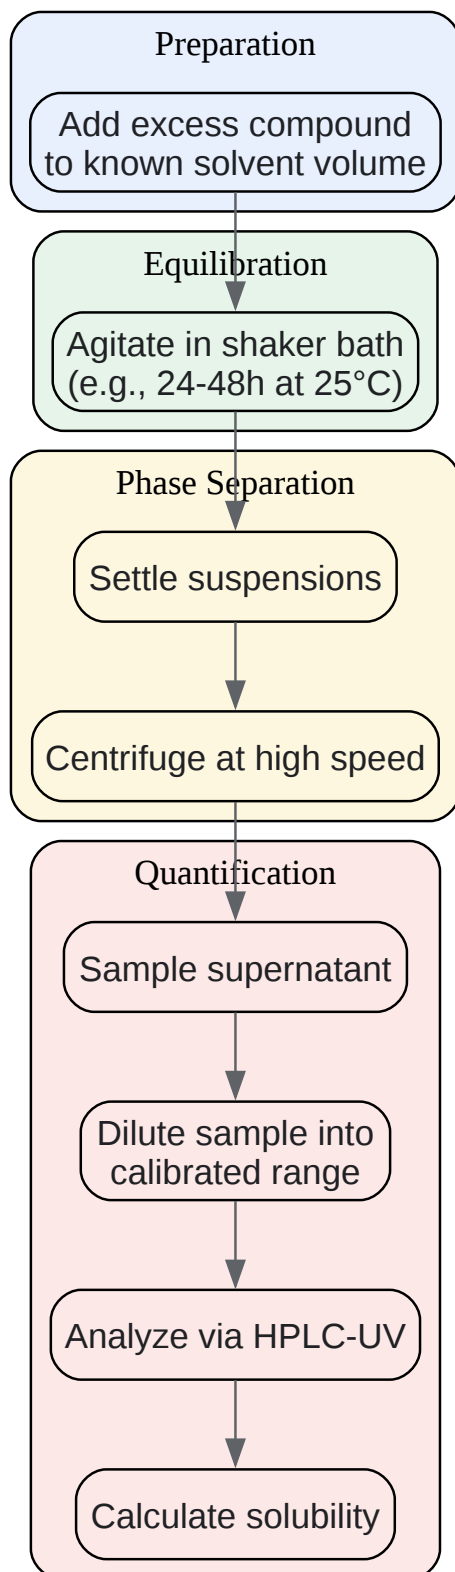 Preparation
Add excess compound
to known solvent volume
Equilibration
Agitate in shaker bath
(e.g., 24-48h at 25°C)
Phase Separation
Settle suspensions
Centrifuge at high speed
Quantification
Sample supernatant
Dilute sample into
calibrated range
Analyze via HPLC-UV
Calculate solubility